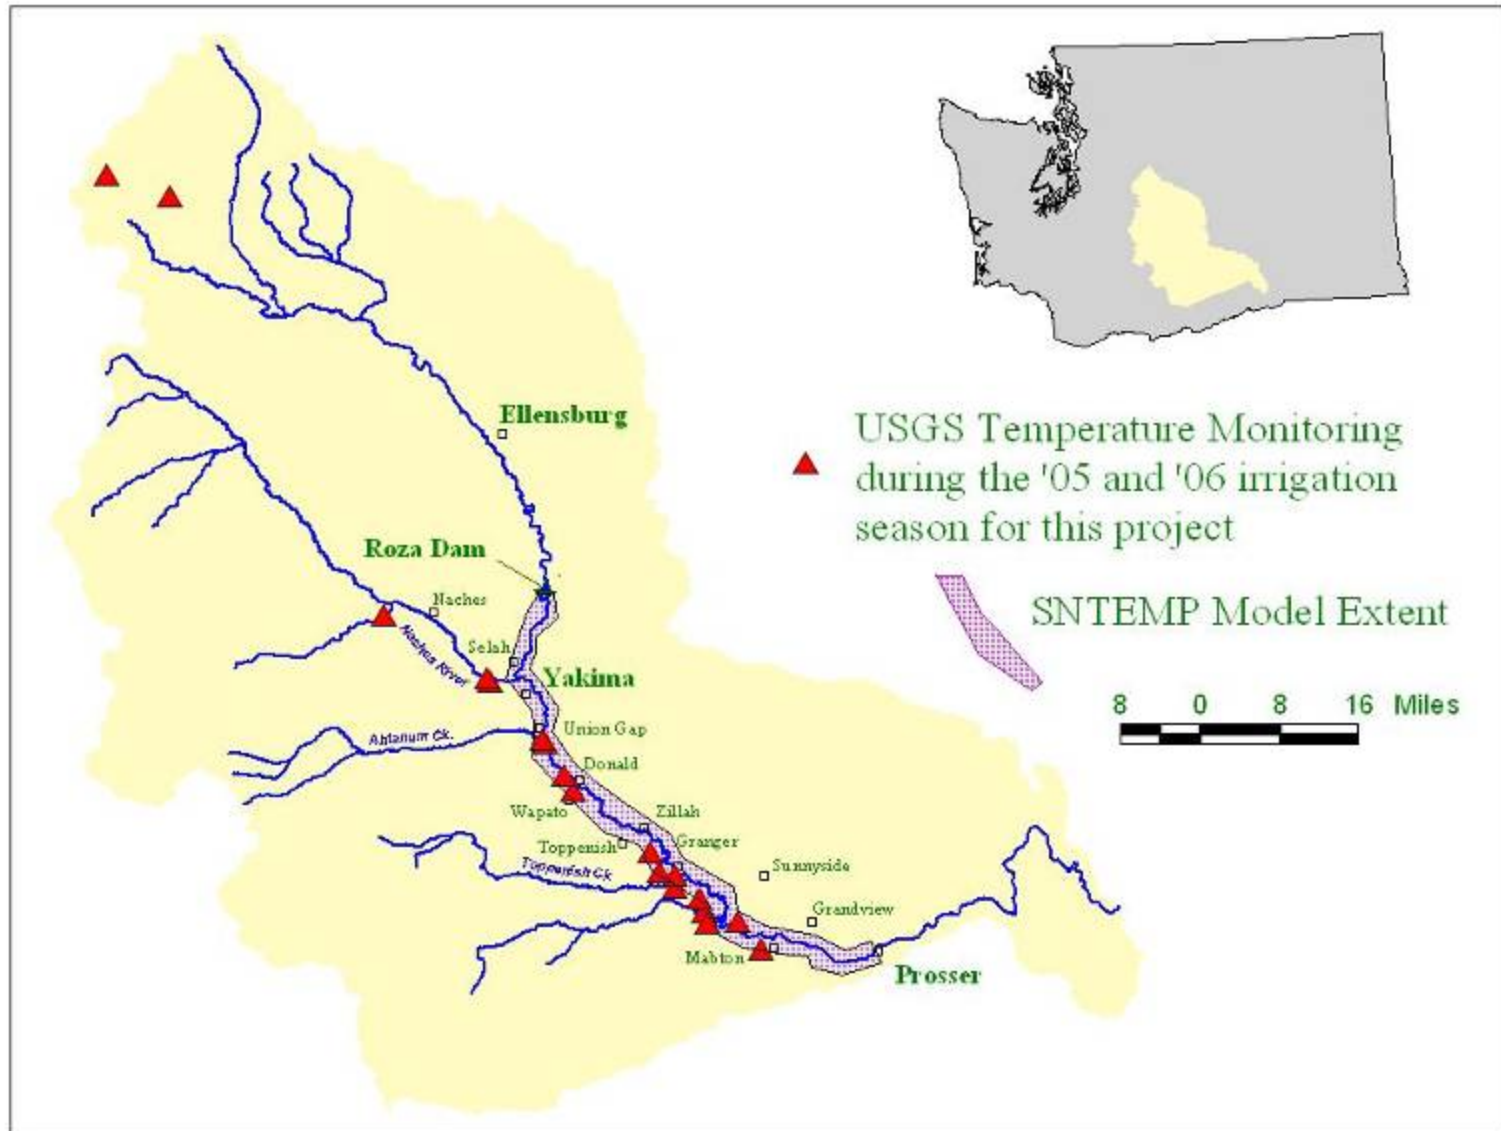 Ellensburg
USGS Temperature Monitoring
during the '05 and '06 irrigation
season for this project
Roza Dam
Naches
SNTEMP Model Extent
Naches River
Selah
Yakima
8 0 8 16 Miles
Union Gap
Ahtanum Ck.
Donald
Wapato
Zillah
Toppenish
Granger
Toppenish Ck
Sunnyside
Grandview
Mabton
Prosser